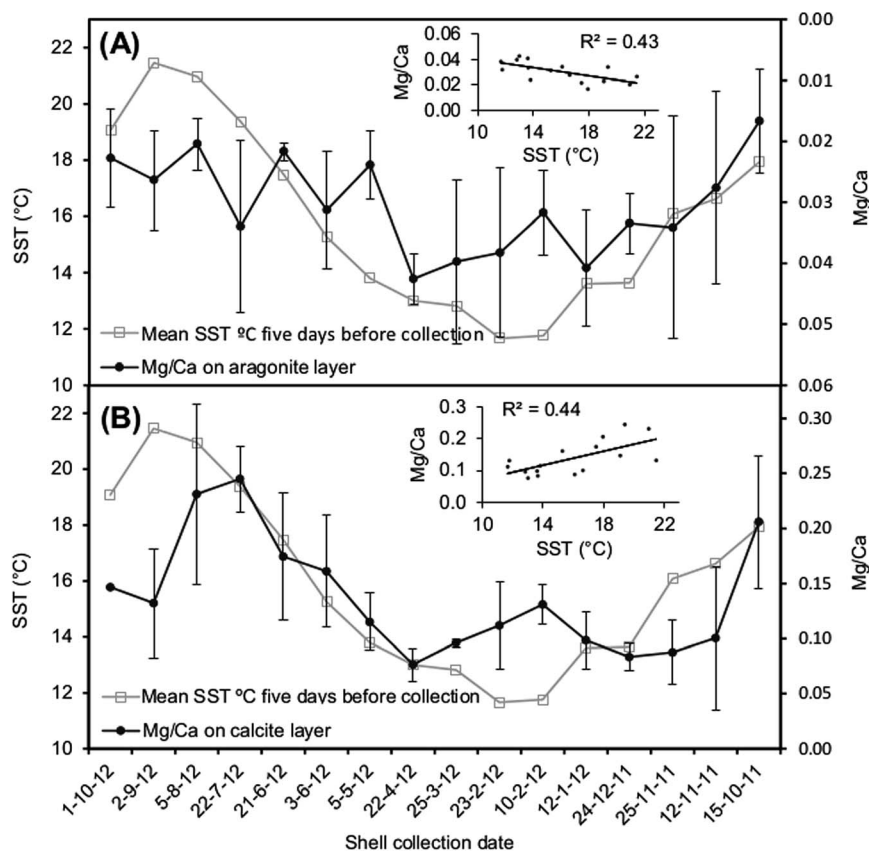 (A)
22
20
18
16
14
12
10
SST (°C)
0.00
0.01
0.02
0.03
0.04
0.05
0.06
Mg/Ca
R² = 0.43
0.06
0.04
0.02
0.00
Mg/Ca
10 14 18 22
SST (°C)
Mean SST ºC five days before collection
Mg/Ca on aragonite layer
(B)
22
20
18
16
14
12
10
SST (°C)
0.30
0.25
0.20
0.15
0.10
0.05
0.00
Mg/Ca
R² = 0.44
0.3
0.2
0.1
0.0
Mg/Ca
10 14 18 22
SST (°C)
Mean SST ºC five days before collection
Mg/Ca on calcite layer
1-10-12
2-9-12
5-8-12
22-7-12
21-6-12
3-6-12
5-5-12
22-4-12
25-3-12
23-2-12
10-2-12
12-1-12
24-12-11
25-11-11
12-11-11
15-10-11
Shell collection date